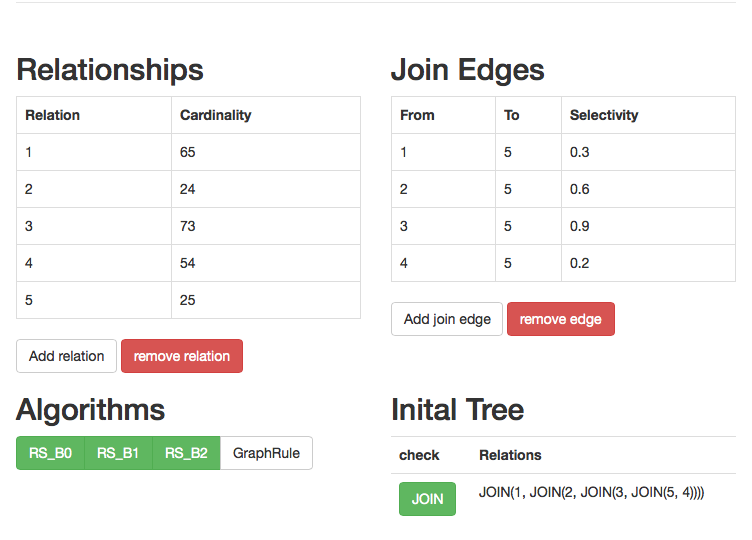 Relationships
Relation Cardinality
1 65
2 24
3 73
4 54
5 25
Add relation remove relation
Join Edges
From To Selectivity
1 5 0.3
2 5 0.6
3 5 0.9
4 5 0.2
Add join edge remove edge
Algorithms
RS_B0 RS_B1 RS_B2 GraphRule
Inital Tree
check Relations
JOIN JOIN(1, JOIN(2, JOIN(3, JOIN(5, 4))))